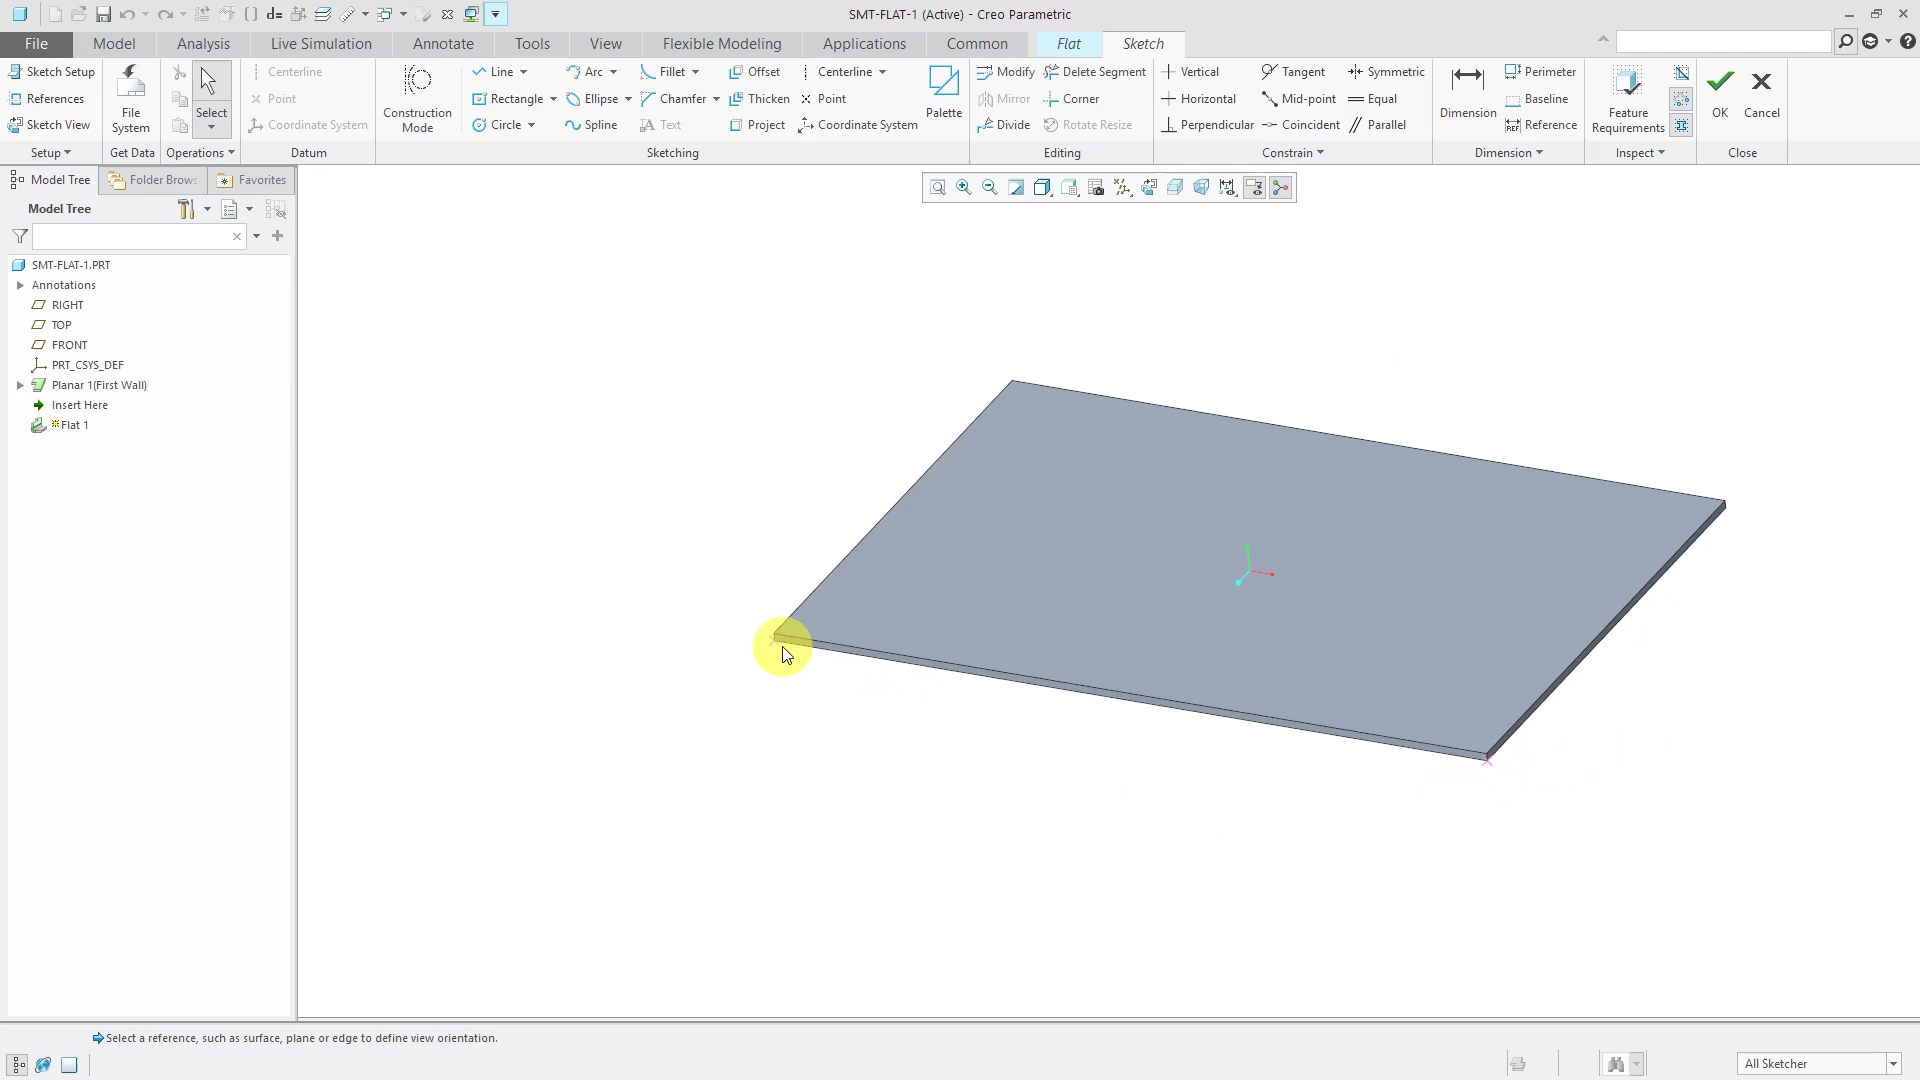 SMT-FLAT-1 (Active) - Creo Parametric
File Model Analysis Live Simulation Annotate Tools View Flexible Modeling Applications Common Flat Sketch
Sketch Setup
References
Sketch View
Setup
File System
Get Data
Select
Operations
Centerline
Point
Coordinate System
Datum
Construction Mode
Line Arc Fillet Offset Centerline
Rectangle Ellipse Chamfer Thicken Point
Circle Spline Text Project Coordinate System
Palette
Sketching
Modify Delete Segment
Mirror Corner
Divide Rotate Resize
Editing
Vertical Tangent Symmetric
Horizontal Mid-point Equal
Perpendicular Coincident Parallel
Constrain
Dimension
Perimeter
Baseline
Reference
Dimension
Feature Requirements
Inspect
OK Cancel
Close
Model Tree Folder Brows Favorites
Model Tree
SMT-FLAT-1.PRT
Annotations
RIGHT
TOP
FRONT
PRT_CSYS_DEF
Planar 1(First Wall)
Insert Here
Flat 1
Select a reference, such as surface, plane or edge to define view orientation.
All Sketcher